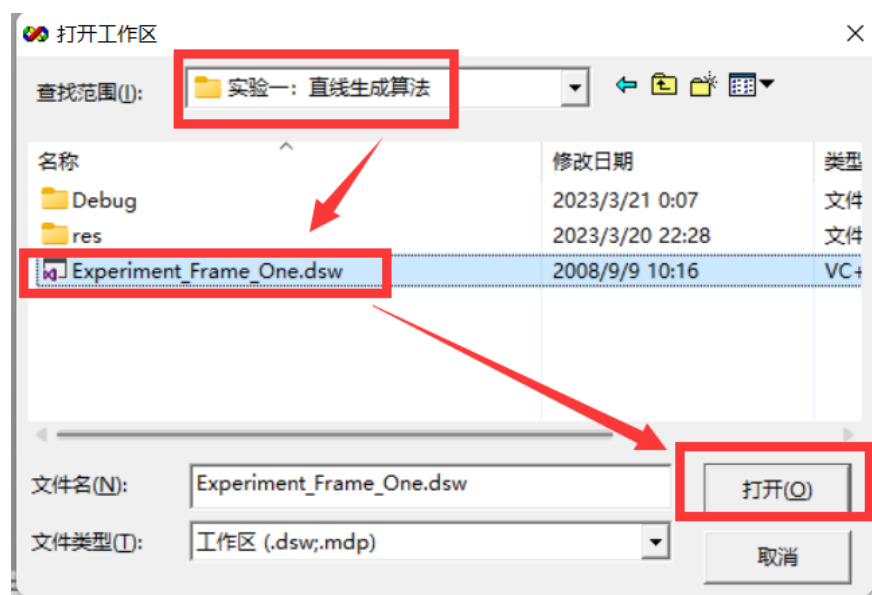 打开工作区
查找范围(I): 实验一：直线生成算法
名称 修改日期 类型
Debug 2023/3/21 0:07 文件
res 2023/3/20 22:28 文件
Experiment_Frame_One.dsw 2008/9/9 10:16 VC+
文件名(N): Experiment_Frame_One.dsw 打开(O)
文件类型(T): 工作区 (.dsw;.mdp) 取消